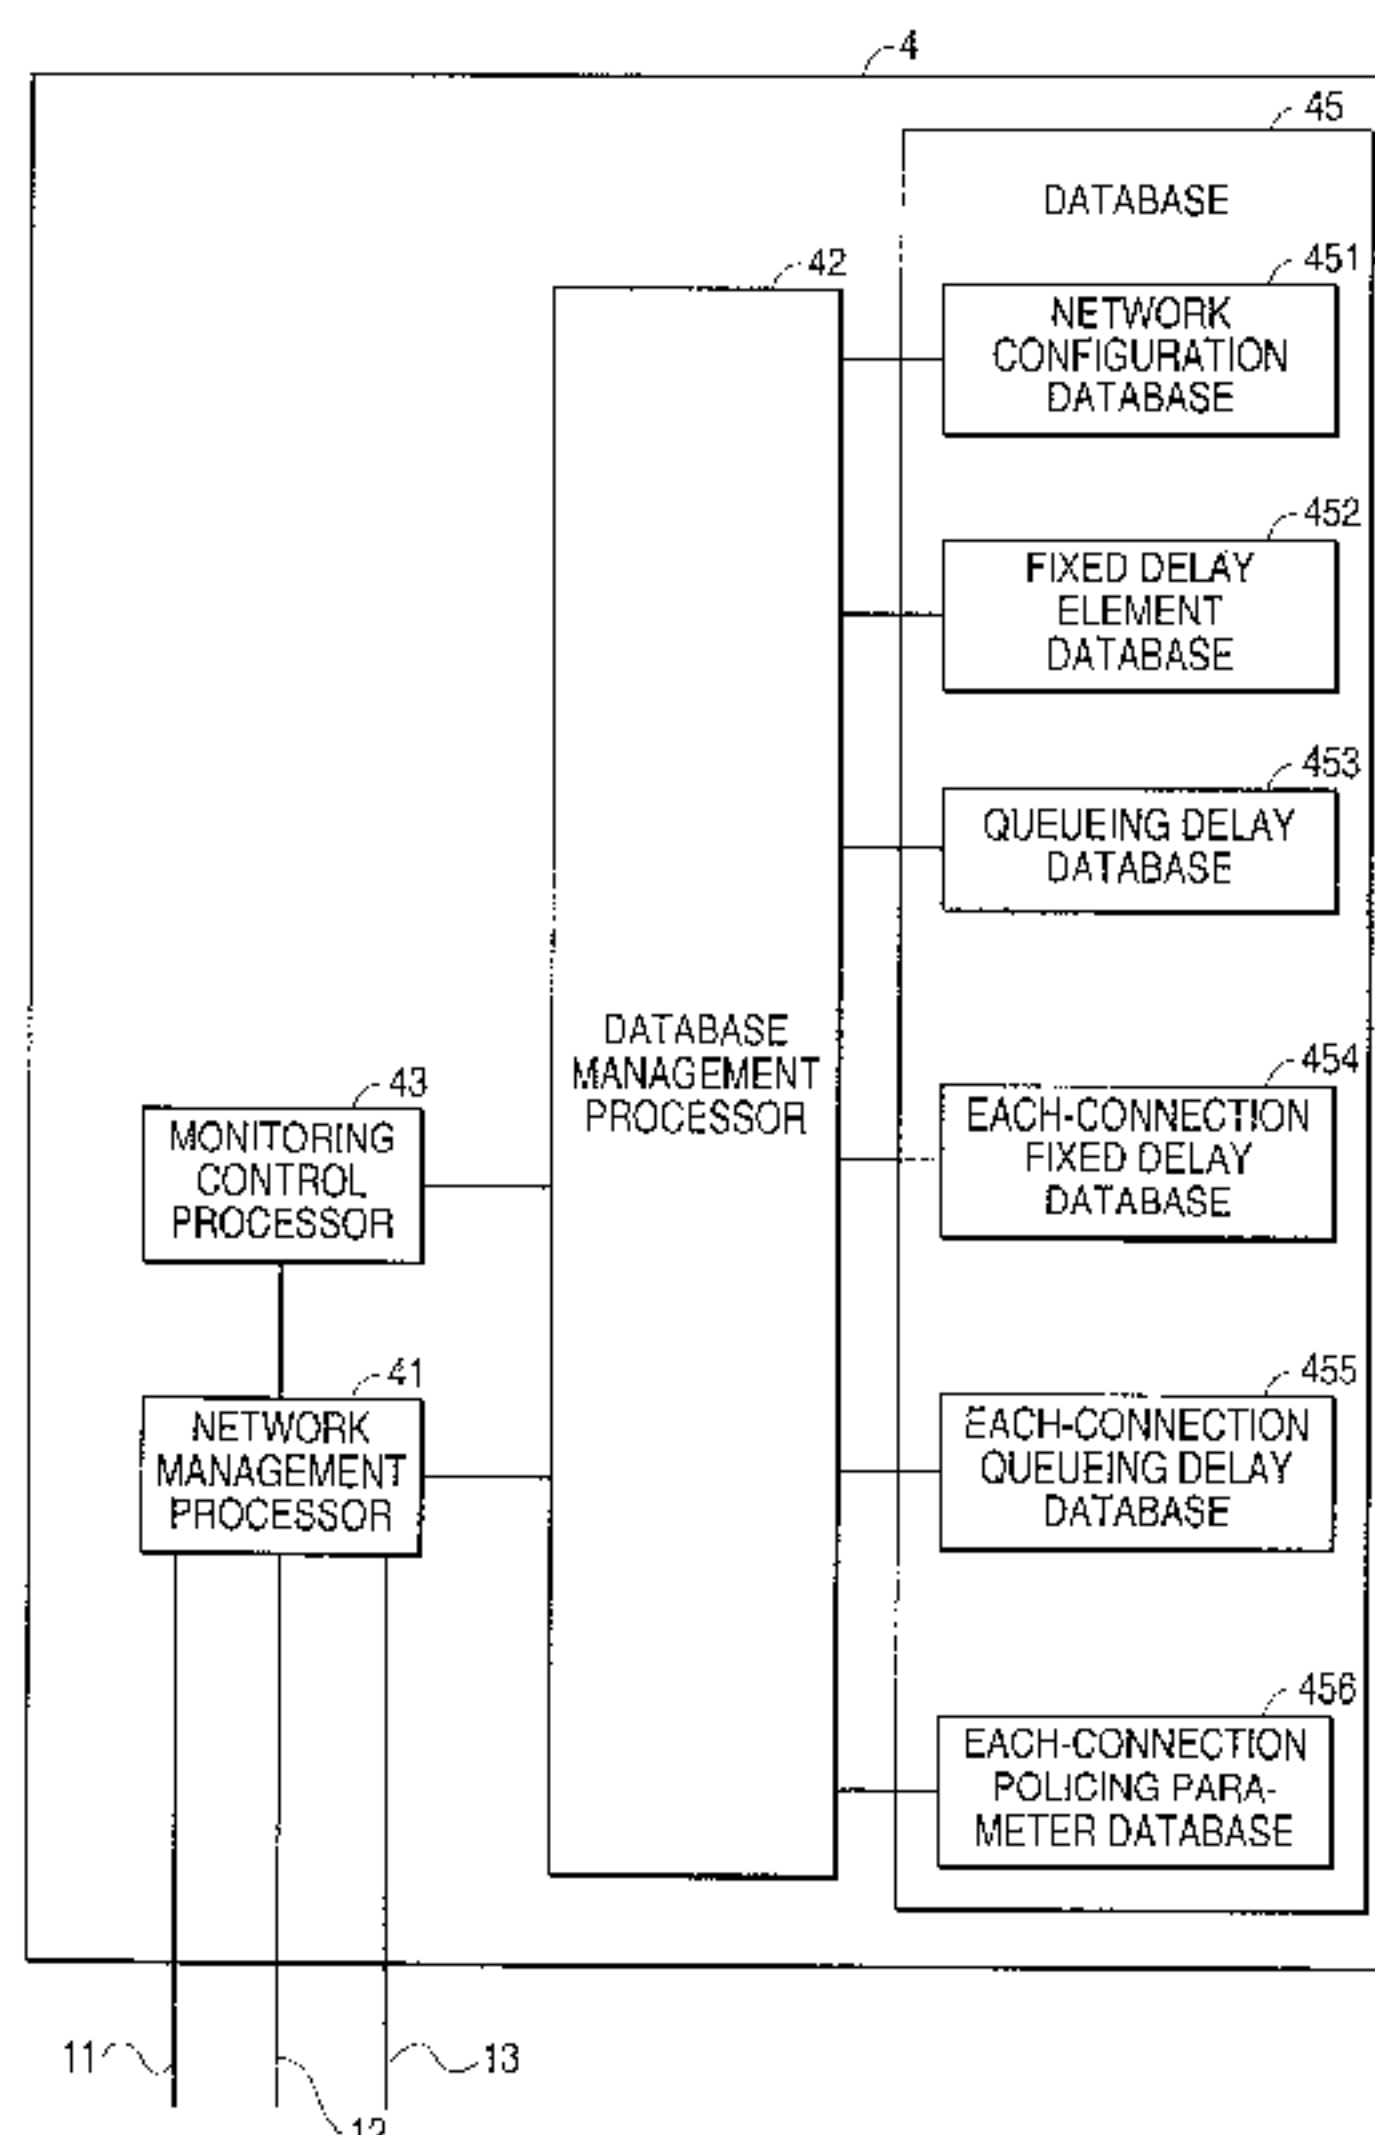 4
45
DATABASE
42
451
NETWORK
CONFIGURATION
DATABASE
452
FIXED DELAY
ELEMENT
DATABASE
453
QUEUEING DELAY
DATABASE
DATABASE
MANAGEMENT
PROCESSOR
454
EACH-CONNECTION
FIXED DELAY
DATABASE
43
MONITORING
CONTROL
PROCESSOR
41
NETWORK
MANAGEMENT
PROCESSOR
455
EACH-CONNECTION
QUEUEING DELAY
DATABASE
456
EACH-CONNECTION
POLICING PARA-
METER DATABASE
11
13
12